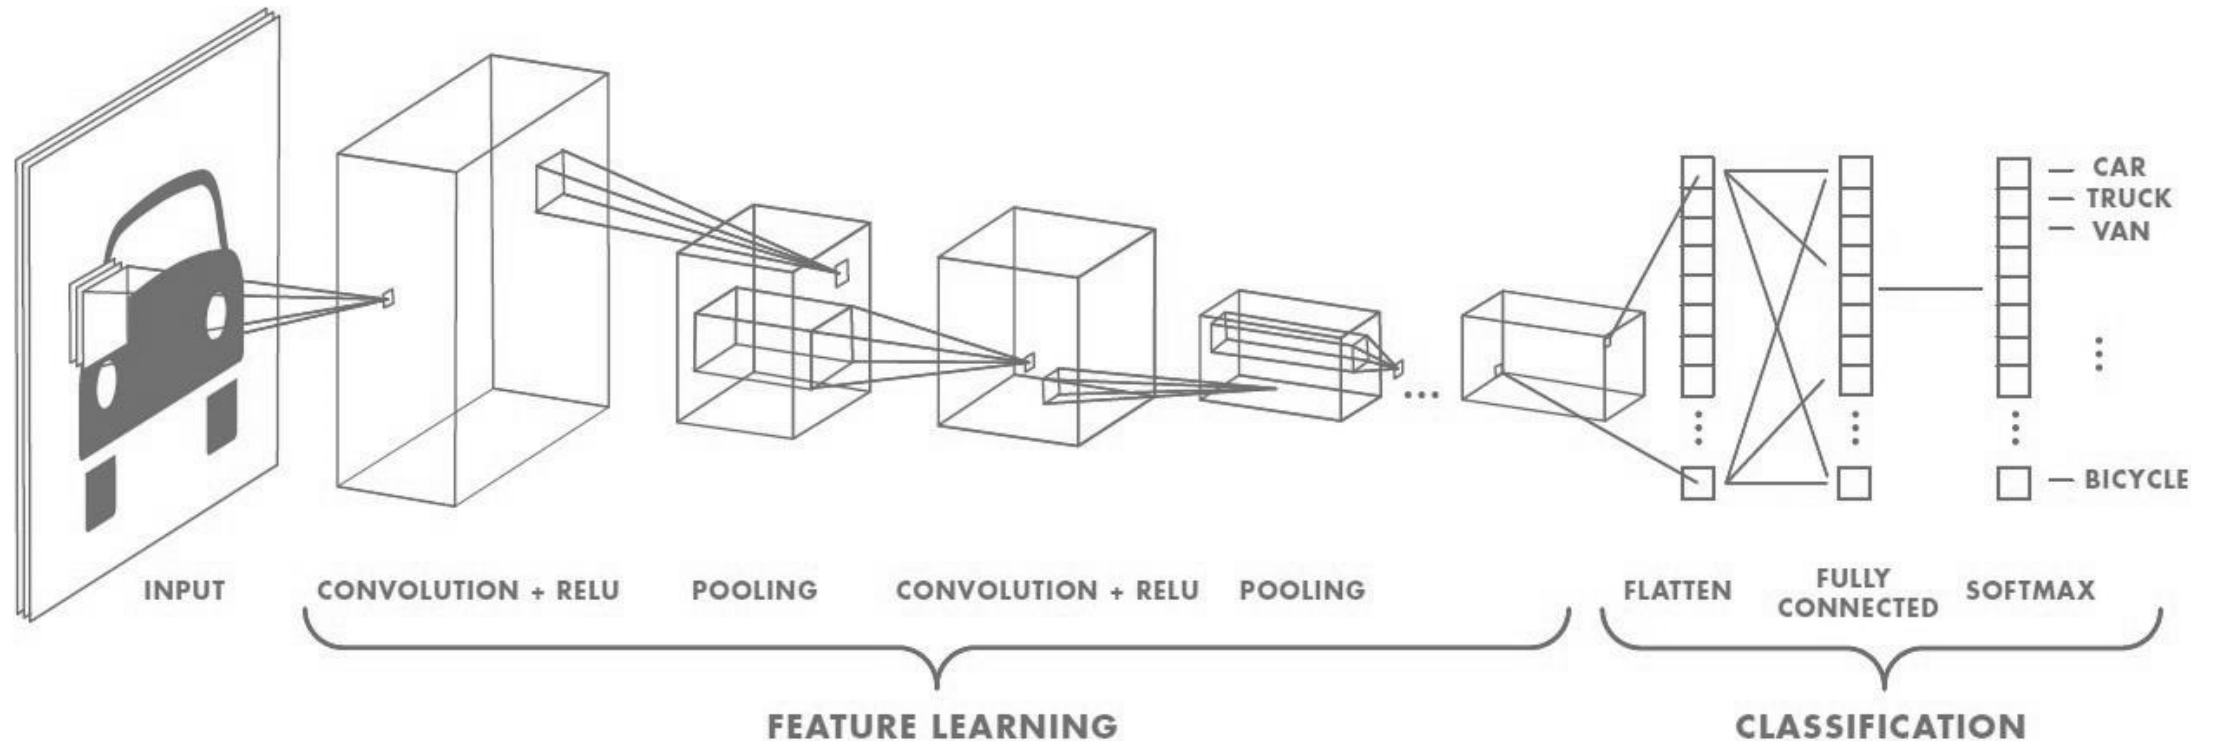 CAR
TRUCK
VAN
BICYCLE
INPUT
CONVOLUTION + RELU
POOLING
CONVOLUTION + RELU
POOLING
FLATTEN
FULLY
CONNECTED
SOFTMAX
FEATURE LEARNING
CLASSIFICATION